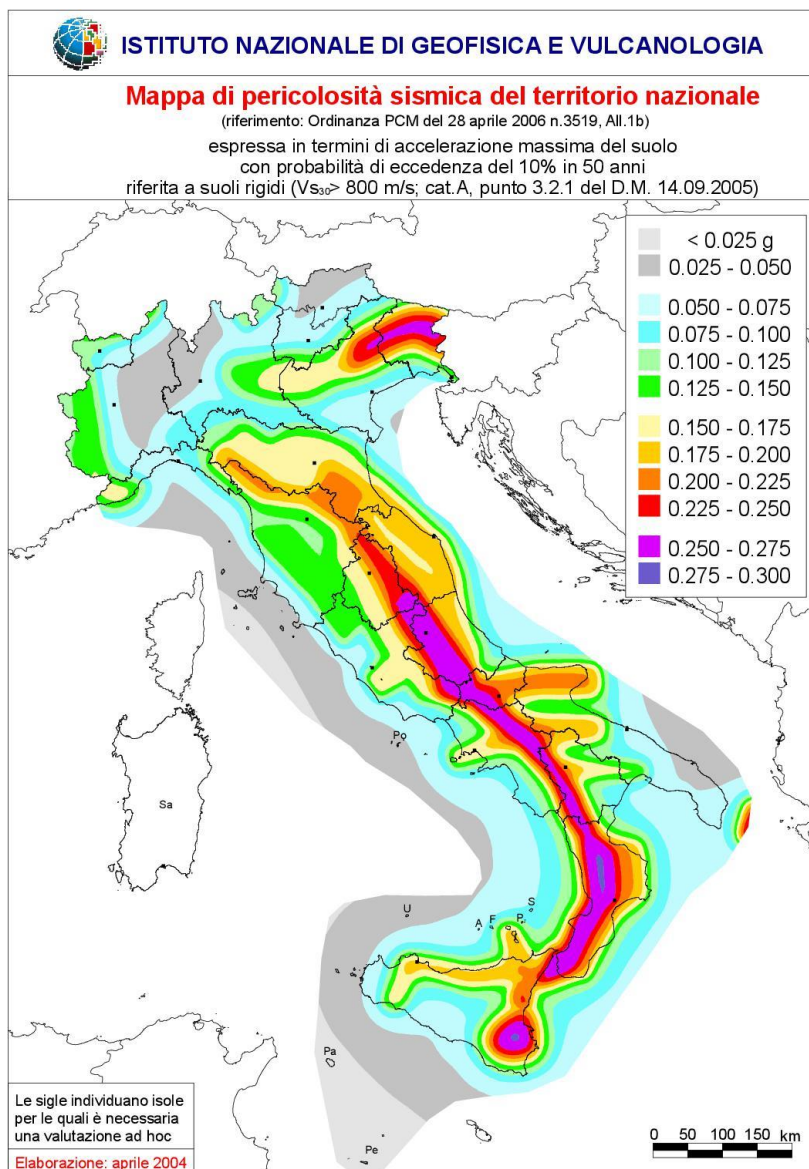 ISTITUTO NAZIONALE DI GEOFISICA E VULCANOLOGIA
Mappa di pericolosità sismica del territorio nazionale
(riferimento: Ordinanza PCM del 28 aprile 2006 n.3519, All.1b)
espressa in termini di accelerazione massima del suolo
con probabilità di eccedenza del 10% in 50 anni
riferita a suoli rigidi (Vs30> 800 m/s; cat.A, punto 3.2.1 del D.M. 14.09.2005)
< 0.025 g
0.025 - 0.050
0.050 - 0.075
0.075 - 0.100
0.100 - 0.125
0.125 - 0.150
0.150 - 0.175
0.175 - 0.200
0.200 - 0.225
0.225 - 0.250
0.250 - 0.275
0.275 - 0.300
Po
Sa
U
A
F
P
S
Pa
Pe
Le sigle individuano isole
per le quali è necessaria
una valutazione ad hoc
Elaborazione: aprile 2004
0 50 100 150 km